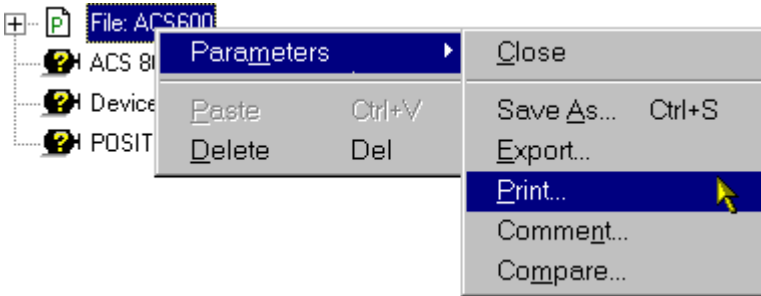 File: ACS600
ACS 8
Device
POSIT
Parameters
Paste Ctrl+V
Delete Del
Close
Save As... Ctrl+S
Export...
Print...
Comment...
Compare...